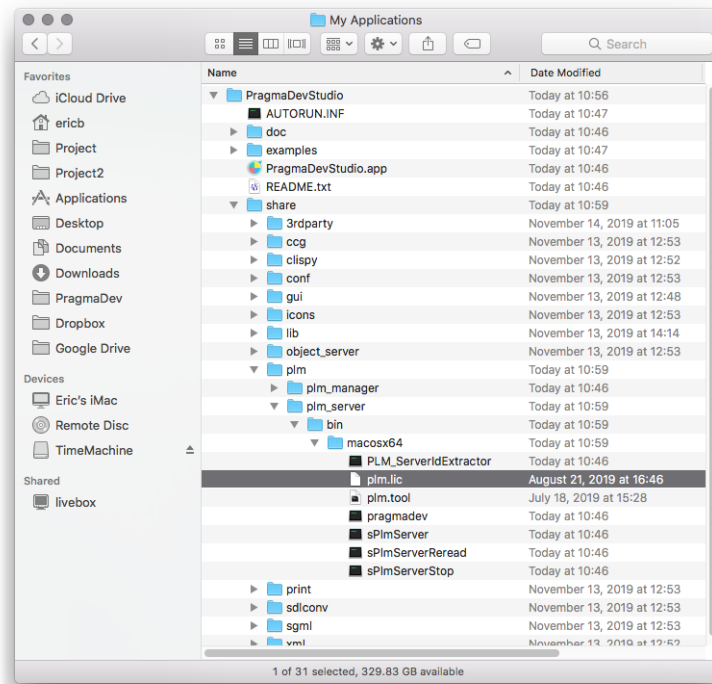 My Applications
Search
Favorites
iCloud Drive
ericb
Project
Project2
Applications
Desktop
Documents
Downloads
PragmaDev
Dropbox
Google Drive
Devices
Eric's iMac
Remote Disc
TimeMachine
Shared
livebox
Name Date Modified
PragmaDevStudio Today at 10:56
AUTORUN.INF Today at 10:47
doc Today at 10:46
examples Today at 10:47
PragmaDevStudio.app Today at 10:46
README.txt Today at 10:46
share Today at 10:59
3rdparty November 14, 2019 at 11:05
ccg November 13, 2019 at 12:53
clispy November 13, 2019 at 12:52
conf November 13, 2019 at 12:53
gui November 13, 2019 at 12:48
icons November 13, 2019 at 12:53
lib November 13, 2019 at 14:14
object_server November 13, 2019 at 12:53
plm Today at 10:59
plm_manager Today at 10:46
plm_server Today at 10:59
bin Today at 10:59
macosx64 Today at 10:59
PLM_ServerIdExtractor Today at 10:46
plm.lic August 21, 2019 at 16:46
plm.tool July 18, 2019 at 15:28
pragmadev Today at 10:46
sPlmServer Today at 10:46
sPlmServerReread Today at 10:46
sPlmServerStop Today at 10:46
print November 13, 2019 at 12:53
sdlconv November 13, 2019 at 12:53
sgml November 13, 2019 at 12:53
xml November 13, 2019 at 12:52
1 of 31 selected, 329.83 GB available